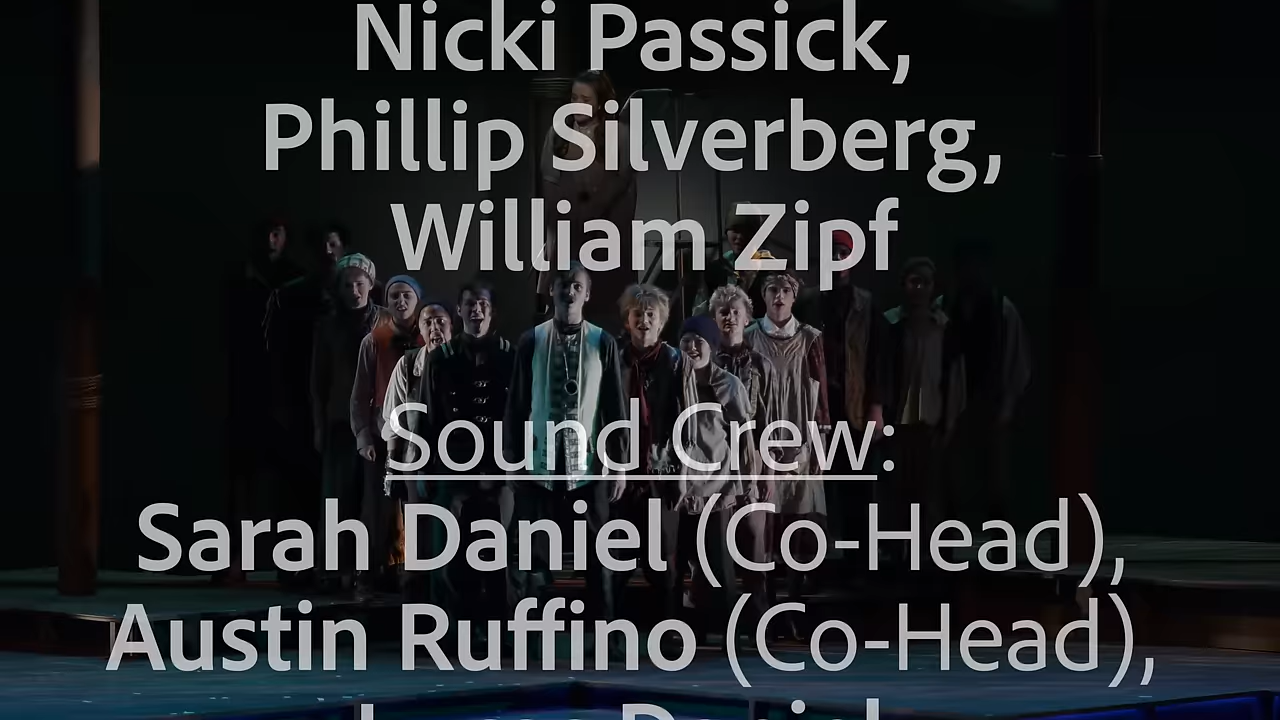 Nicki Passick,
Phillip Silverberg,
William Zipf
Sound Crew:
Sarah Daniel (Co-Head),
Austin Ruffino (Co-Head),